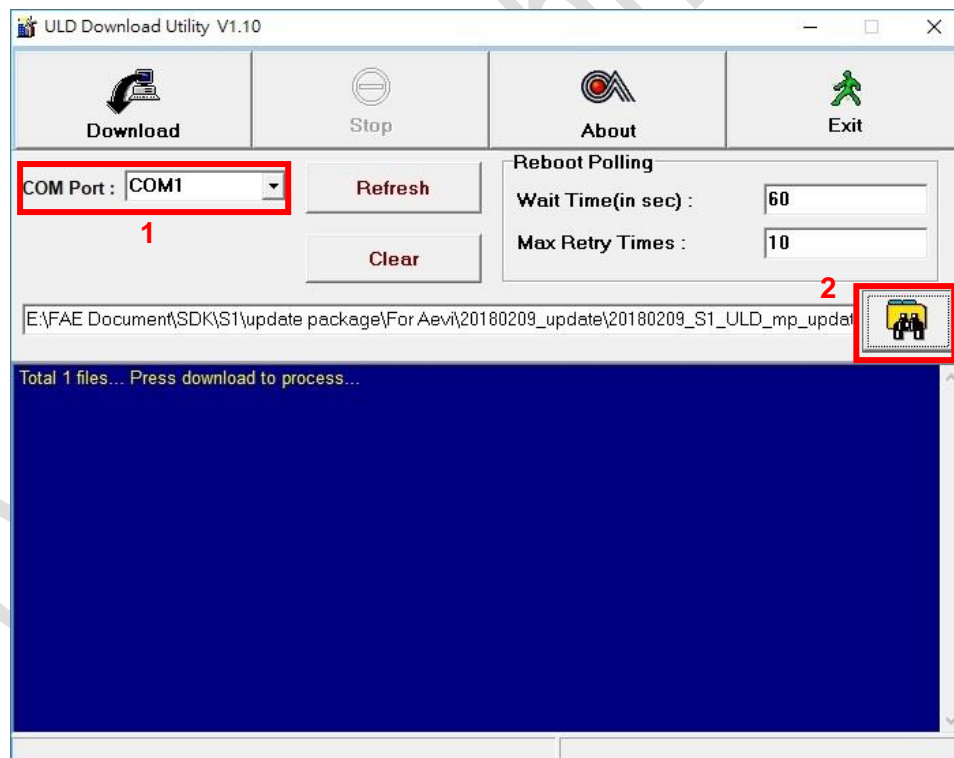 ULD Download Utility V1.10
Download
Stop
About
Exit
COM Port :
COM1
1
Refresh
Clear
Reboot Polling
Wait Time(in sec) :
60
Max Retry Times :
10
2
E:\FAE Document\SDK\S1\update package\For Aevi\20180209_update\20180209_S1_ULD_mp_updat
Total 1 files... Press download to process...